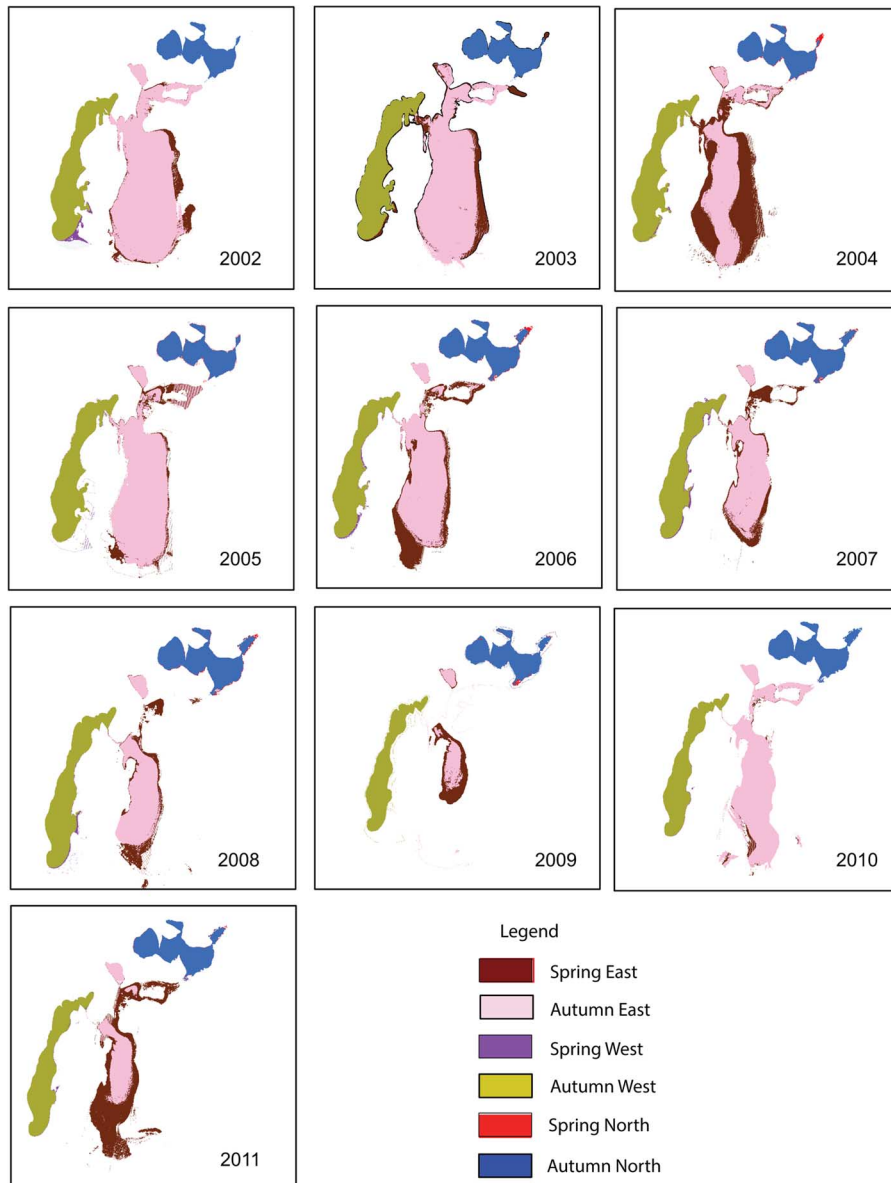 2002
2003
2004
2005
2006
2007
2008
2009
2010
2011
Legend
Spring East
Autumn East
Spring West
Autumn West
Spring North
Autumn North